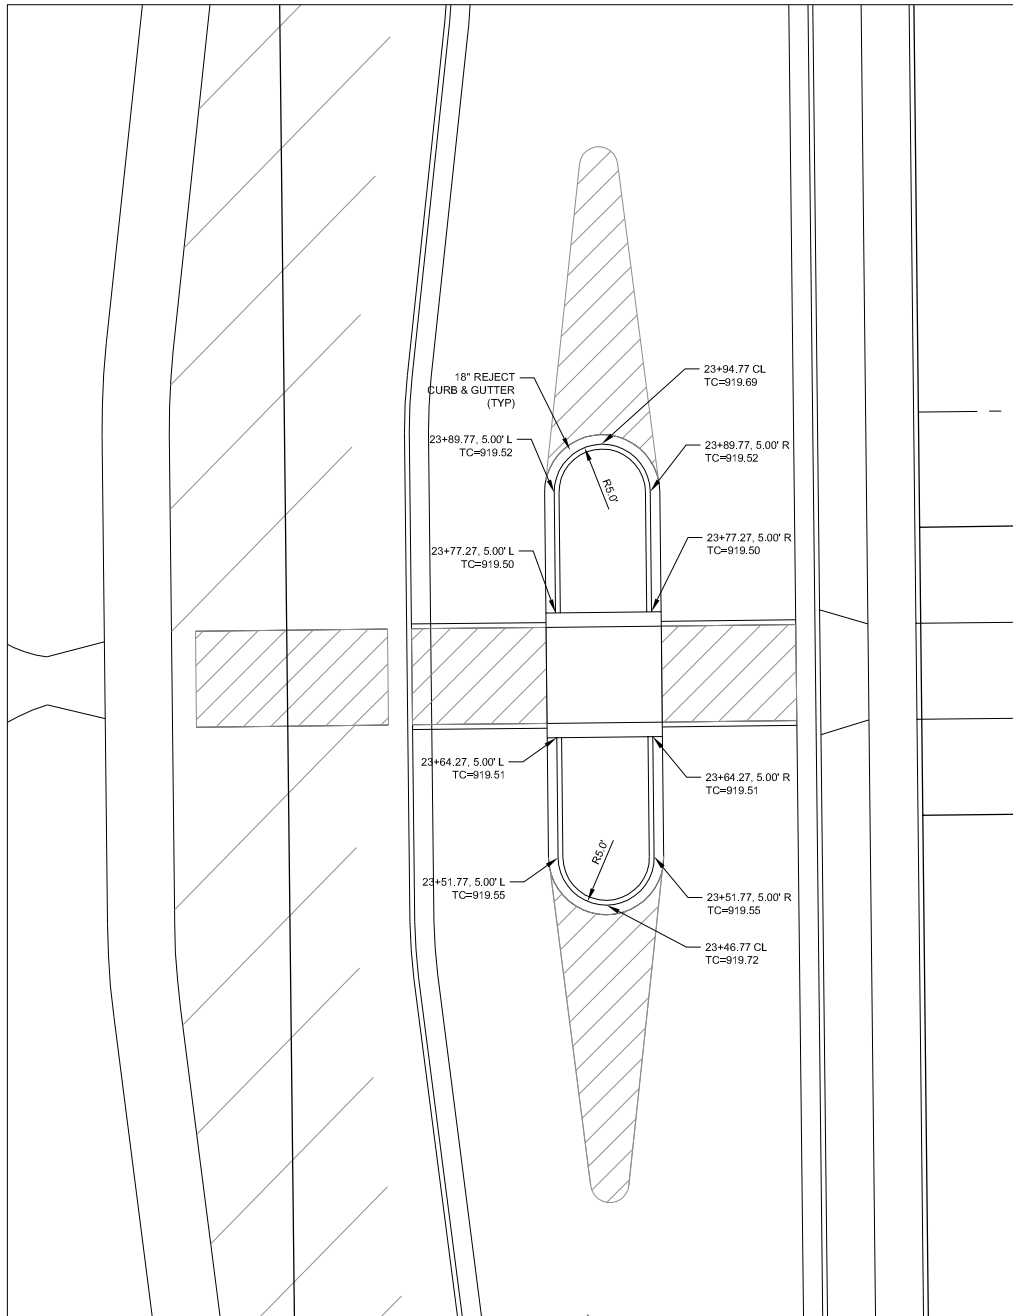 23+94.77 CL
TC=919.69
18" REJECT
CURB & GUTTER
(TYP)
23+89.77, 5.00' L
TC=919.52
23+89.77, 5.00' R
TC=919.52
R5.0'
23+77.27, 5.00' L
TC=919.50
23+77.27, 5.00' R
TC=919.50
23+64.27, 5.00' L
TC=919.51
23+64.27, 5.00' R
TC=919.51
R5.0'
23+51.77, 5.00' L
TC=919.55
23+51.77, 5.00' R
TC=919.55
23+46.77 CL
TC=919.72